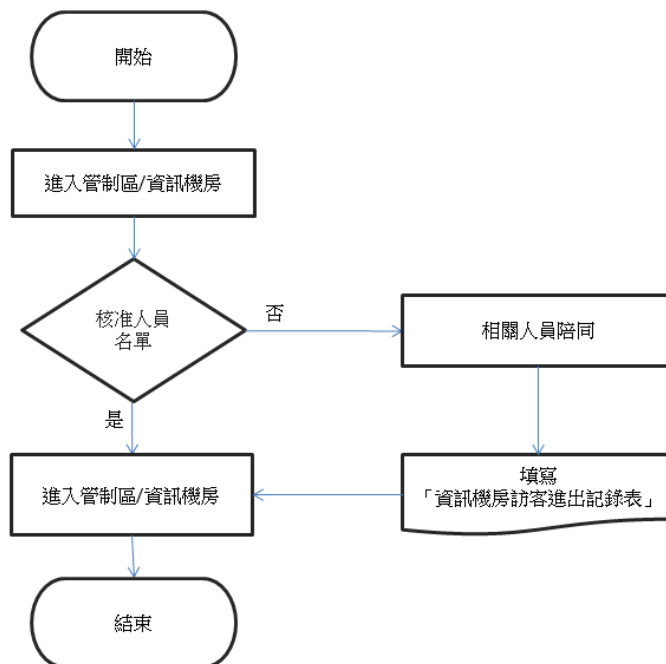 開始
進入管制區/資訊機房
核准人員
名單
否
相關人員陪同
是
進入管制區/資訊機房
填寫
「資訊機房訪客進出記錄表」
結束